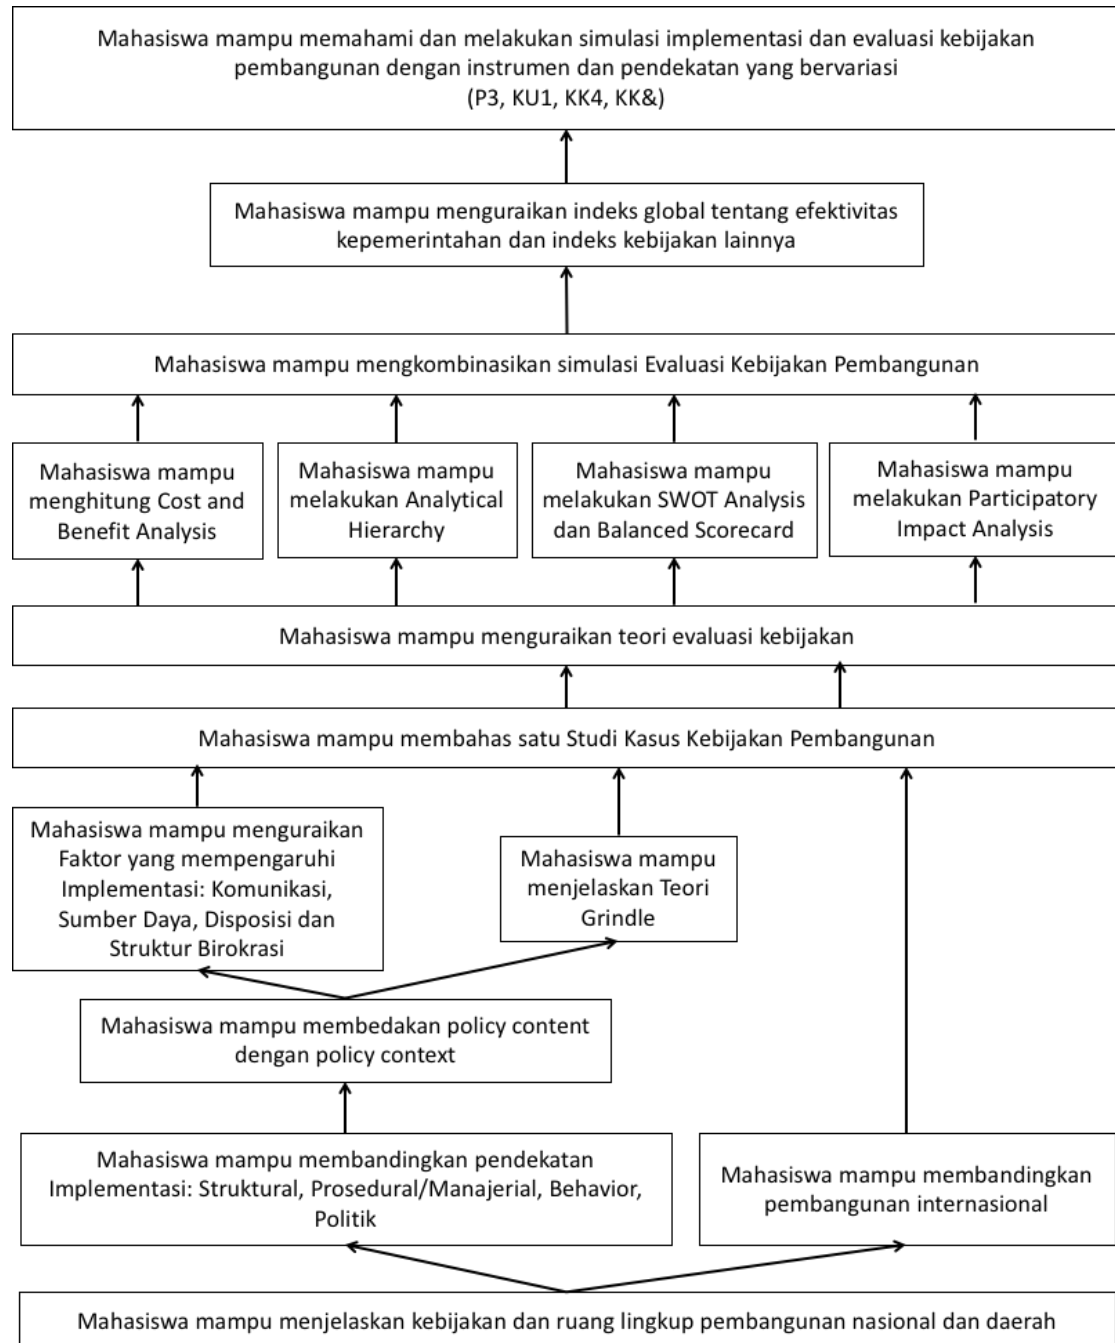 Mahasiswa mampu memahami dan melakukan simulasi implementasi dan evaluasi kebijakan
pembangunan dengan instrumen dan pendekatan yang bervariasi
(P3, KU1, KK4, KK&)
Mahasiswa mampu menguraikan indeks global tentang efektivitas
kepemerintahan dan indeks kebijakan lainnya
Mahasiswa mampu mengkombinasikan simulasi Evaluasi Kebijakan Pembangunan
Mahasiswa mampu
menghitung Cost and
Benefit Analysis
Mahasiswa mampu
melakukan Analytical
Hierarchy
Mahasiswa mampu
melakukan SWOT Analysis
dan Balanced Scorecard
Mahasiswa mampu
melakukan Participatory
Impact Analysis
Mahasiswa mampu menguraikan teori evaluasi kebijakan
Mahasiswa mampu membahas satu Studi Kasus Kebijakan Pembangunan
Mahasiswa mampu menguraikan
Faktor yang mempengaruhi
Implementasi: Komunikasi,
Sumber Daya, Disposisi dan
Struktur Birokrasi
Mahasiswa mampu
menjelaskan Teori
Grindle
Mahasiswa mampu membedakan policy content
dengan policy context
Mahasiswa mampu membandingkan pendekatan
Implementasi: Struktural, Prosedural/Manajerial, Behavior,
Politik
Mahasiswa mampu membandingkan
pembangunan internasional
Mahasiswa mampu menjelaskan kebijakan dan ruang lingkup pembangunan nasional dan daerah